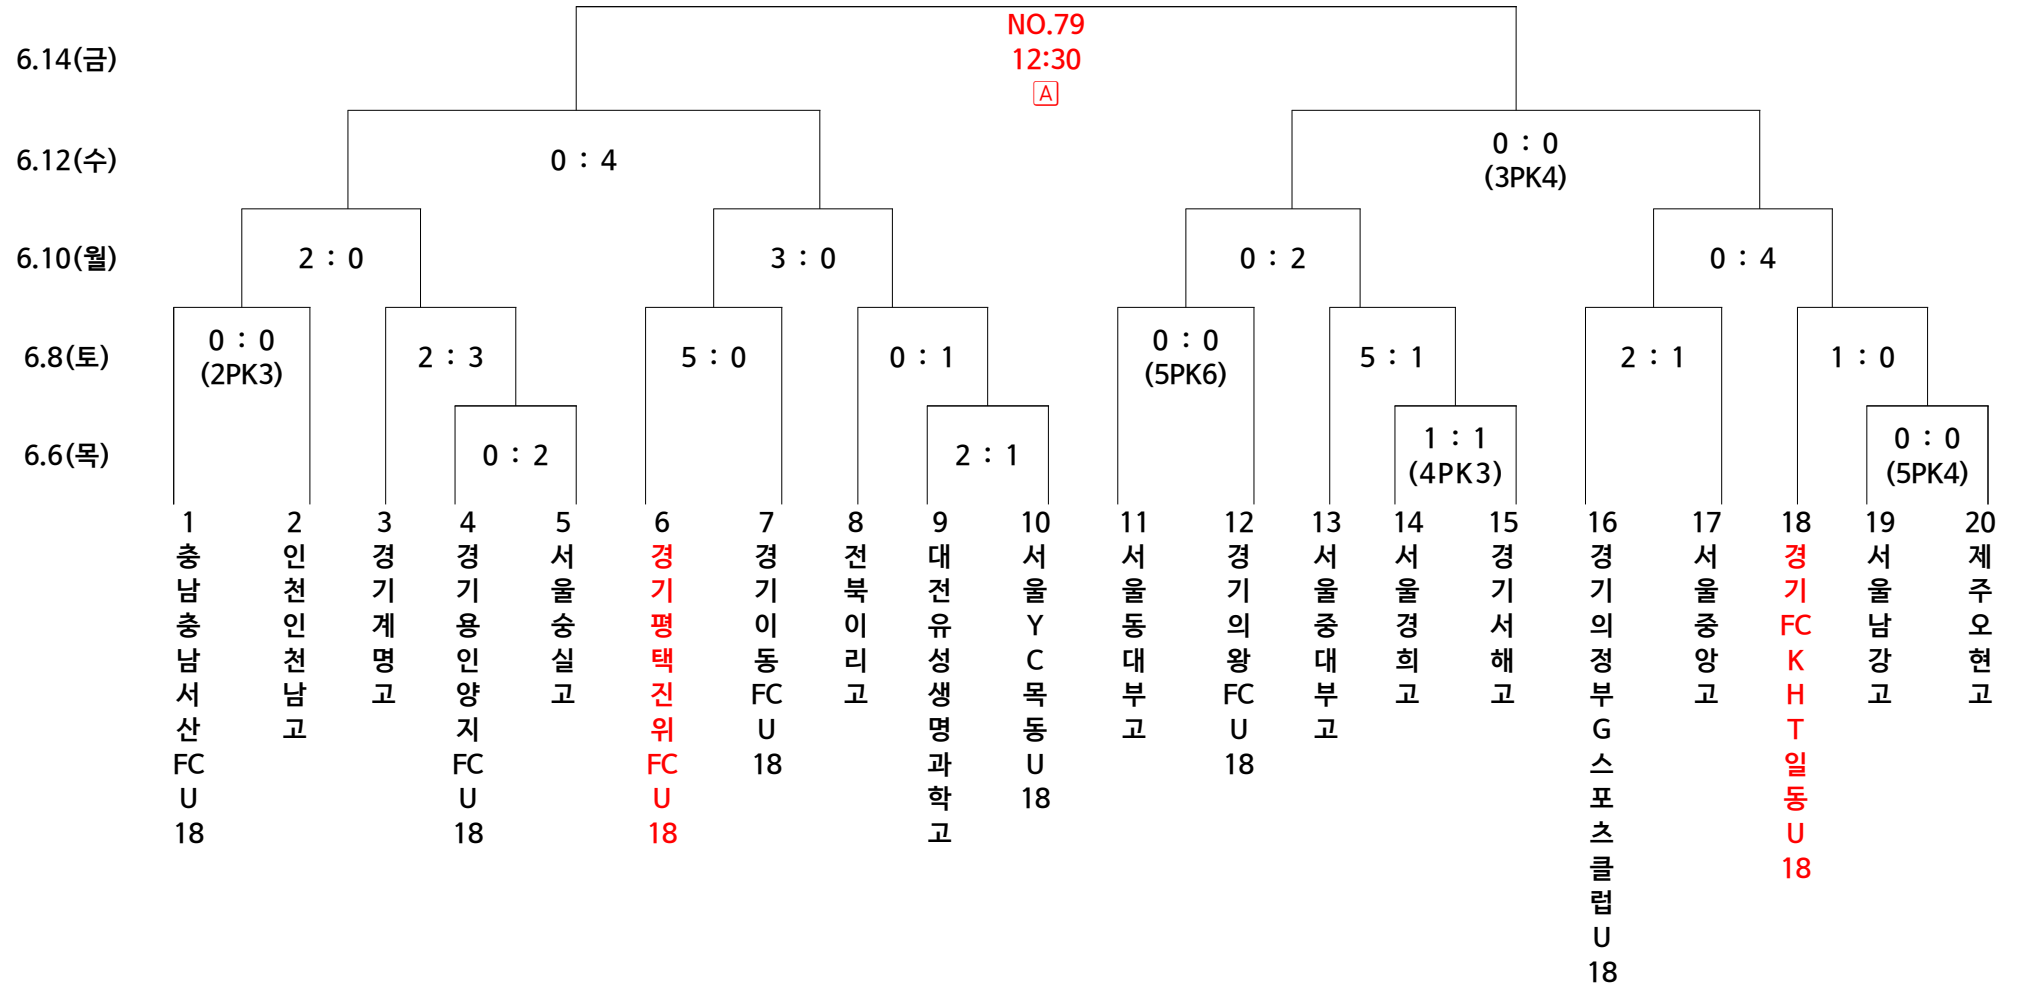 NO.79
6.14(금)
12:30
A
6.12(수)
0 : 4
0 : 0
(3PK4)
6.10(월)
2 : 0
3 : 0
0 : 2
0 : 4
6.8(토)
0 : 0
(2PK3)
2 : 3
5 : 0
0 : 1
0 : 0
(5PK6)
5 : 1
2 : 1
1 : 0
6.6(목)
0 : 2
2 : 1
1 : 1
(4PK3)
0 : 0
(5PK4)
1
충남충남서산FCU18
2
인천인천남고
3
경기계명고
4
경기용인양지FCU18
5
서울숭실고
6
경기평택진위FCU18
7
경기이동FCU18
8
전북이리고
9
대전유성생명과학고
10
서울YC목동U18
11
서울동대부고
12
경기의왕FCU18
13
서울중대부고
14
서울경희고
15
경기서해고
16
경기의정부G스포츠클럽U18
17
서울중앙고
18
경기FCKHT일동U18
19
서울남강고
20
제주오현고